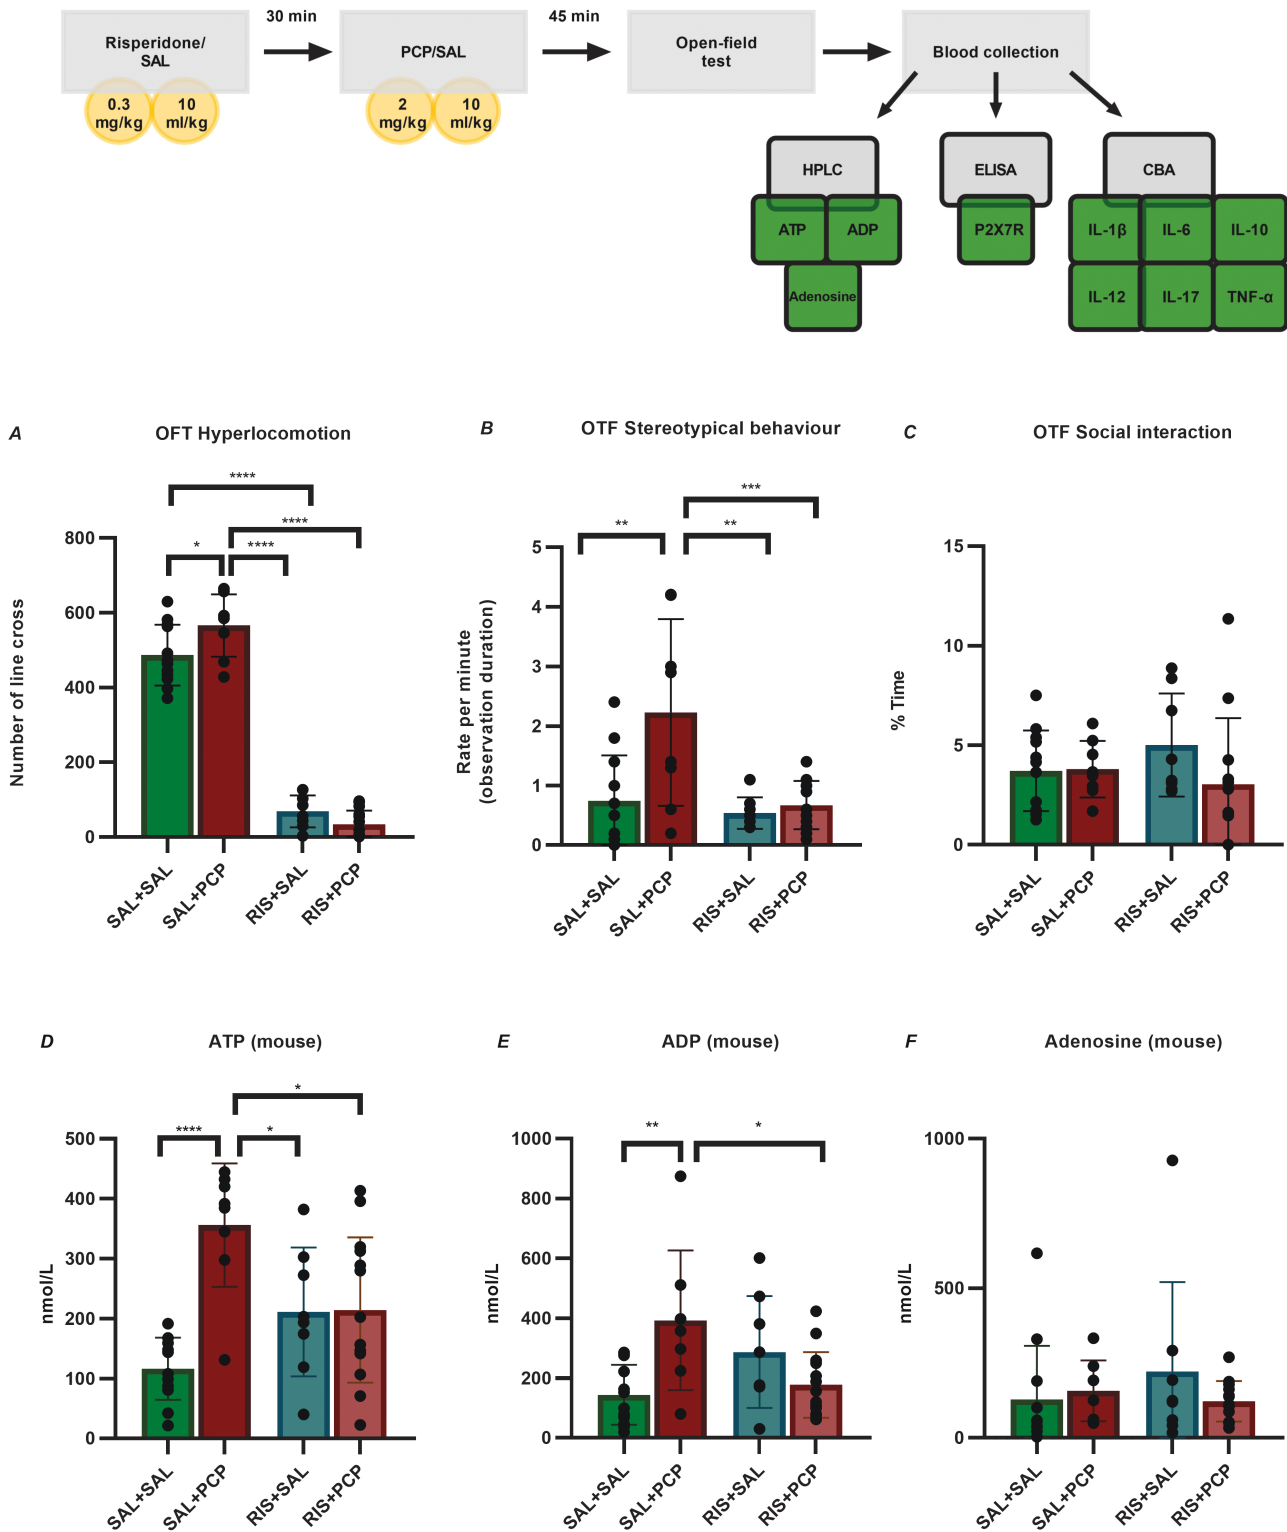 30 min
45 min
Risperidone/
SAL
PCP/SAL
Open-field
test
Blood collection
0.3
mg/kg
10
ml/kg
2
mg/kg
10
ml/kg
HPLC
ELISA
CBA
ATP
ADP
P2X7R
IL-1β
IL-6
IL-10
Adenosine
IL-12
IL-17
TNF-α
A
OFT Hyperlocomotion
****
****
*
****
Number of line cross
800
600
400
200
0
SAL+SAL
SAL+PCP
RIS+SAL
RIS+PCP
B
OTF Stereotypical behaviour
***
**
**
Rate per minute
(observation duration)
5
4
3
2
1
0
SAL+SAL
SAL+PCP
RIS+SAL
RIS+PCP
C
OTF Social interaction
% Time
15
10
5
0
SAL+SAL
SAL+PCP
RIS+SAL
RIS+PCP
D
ATP (mouse)
*
****
*
nmol/L
500
400
300
200
100
0
SAL+SAL
SAL+PCP
RIS+SAL
RIS+PCP
E
ADP (mouse)
**
*
nmol/L
1000
800
600
400
200
0
SAL+SAL
SAL+PCP
RIS+SAL
RIS+PCP
F
Adenosine (mouse)
nmol/L
1000
500
0
SAL+SAL
SAL+PCP
RIS+SAL
RIS+PCP